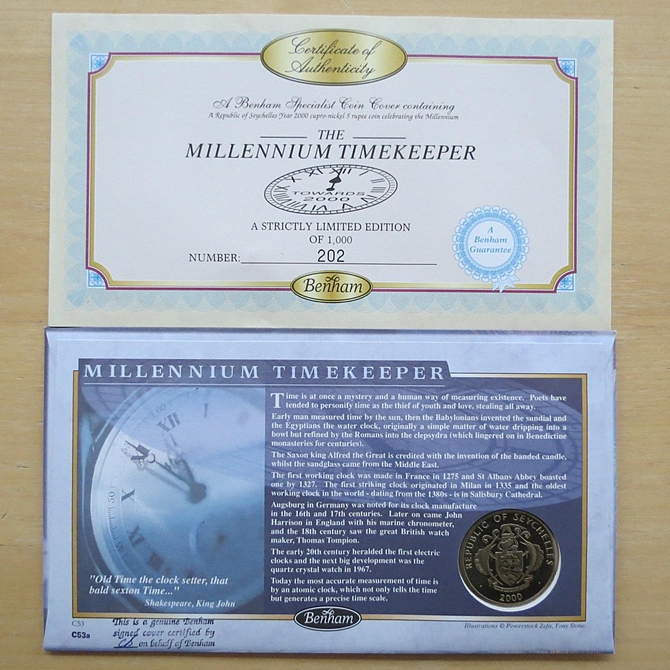 Certificate of
Authenticity
A Benham Specialist Coin Cover containing
A Republic of Seychelles Year 2000 cupro-nickel 5 rupee coin celebrating the Millennium
THE
MILLENNIUM TIMEKEEPER
TOWARDS
2000
A STRICTLY LIMITED EDITION
OF 1,000
NUMBER: 202
A
Benham
Guarantee
Benham
MILLENNIUM TIMEKEEPER
Time is at once a mystery and a human way of measuring existence. Poets have
tended to personify time as the thief of youth and love, stealing all away.
Early man measured time by the sun, then the Babylonians invented the sundial and
the Egyptians the water clock, originally a simple matter of water dripping into a
bowl but refined by the Romans into the clepsydra (which lingered on in Benedictine
monasteries for centuries).
The Saxon king Alfred the Great is credited with the invention of the banded candle,
whilst the sandglass came from the Middle East.
The first working clock was made in France in 1275 and St Albans Abbey boasted
one by 1327. The first striking clock originated in Milan in 1335 and the oldest
working clock in the world - dating from the 1380s - is in Salisbury Cathedral.
Augsburg in Germany was noted for its clock manufacture
in the 16th and 17th centuries. Later on came John
Harrison in England with his marine chronometer,
and the 18th century saw the great British watch
maker, Thomas Tompion.
The early 20th century heralded the first electric
clocks and the next big development was the
quartz crystal watch in 1967.
Today the most accurate measurement of time is
by an atomic clock, which not only tells the time
but generates a precise time scale.
"Old Time the clock setter, that
bald sexton Time..."
Shakespeare, King John
REPUBLIC OF SEYCHELLES
2000
Benham
Illustrations © Powerstock Zefa, Tony Stone
C53
C53a
This is a genuine Benham
signed cover certified by
on behalf of Benham